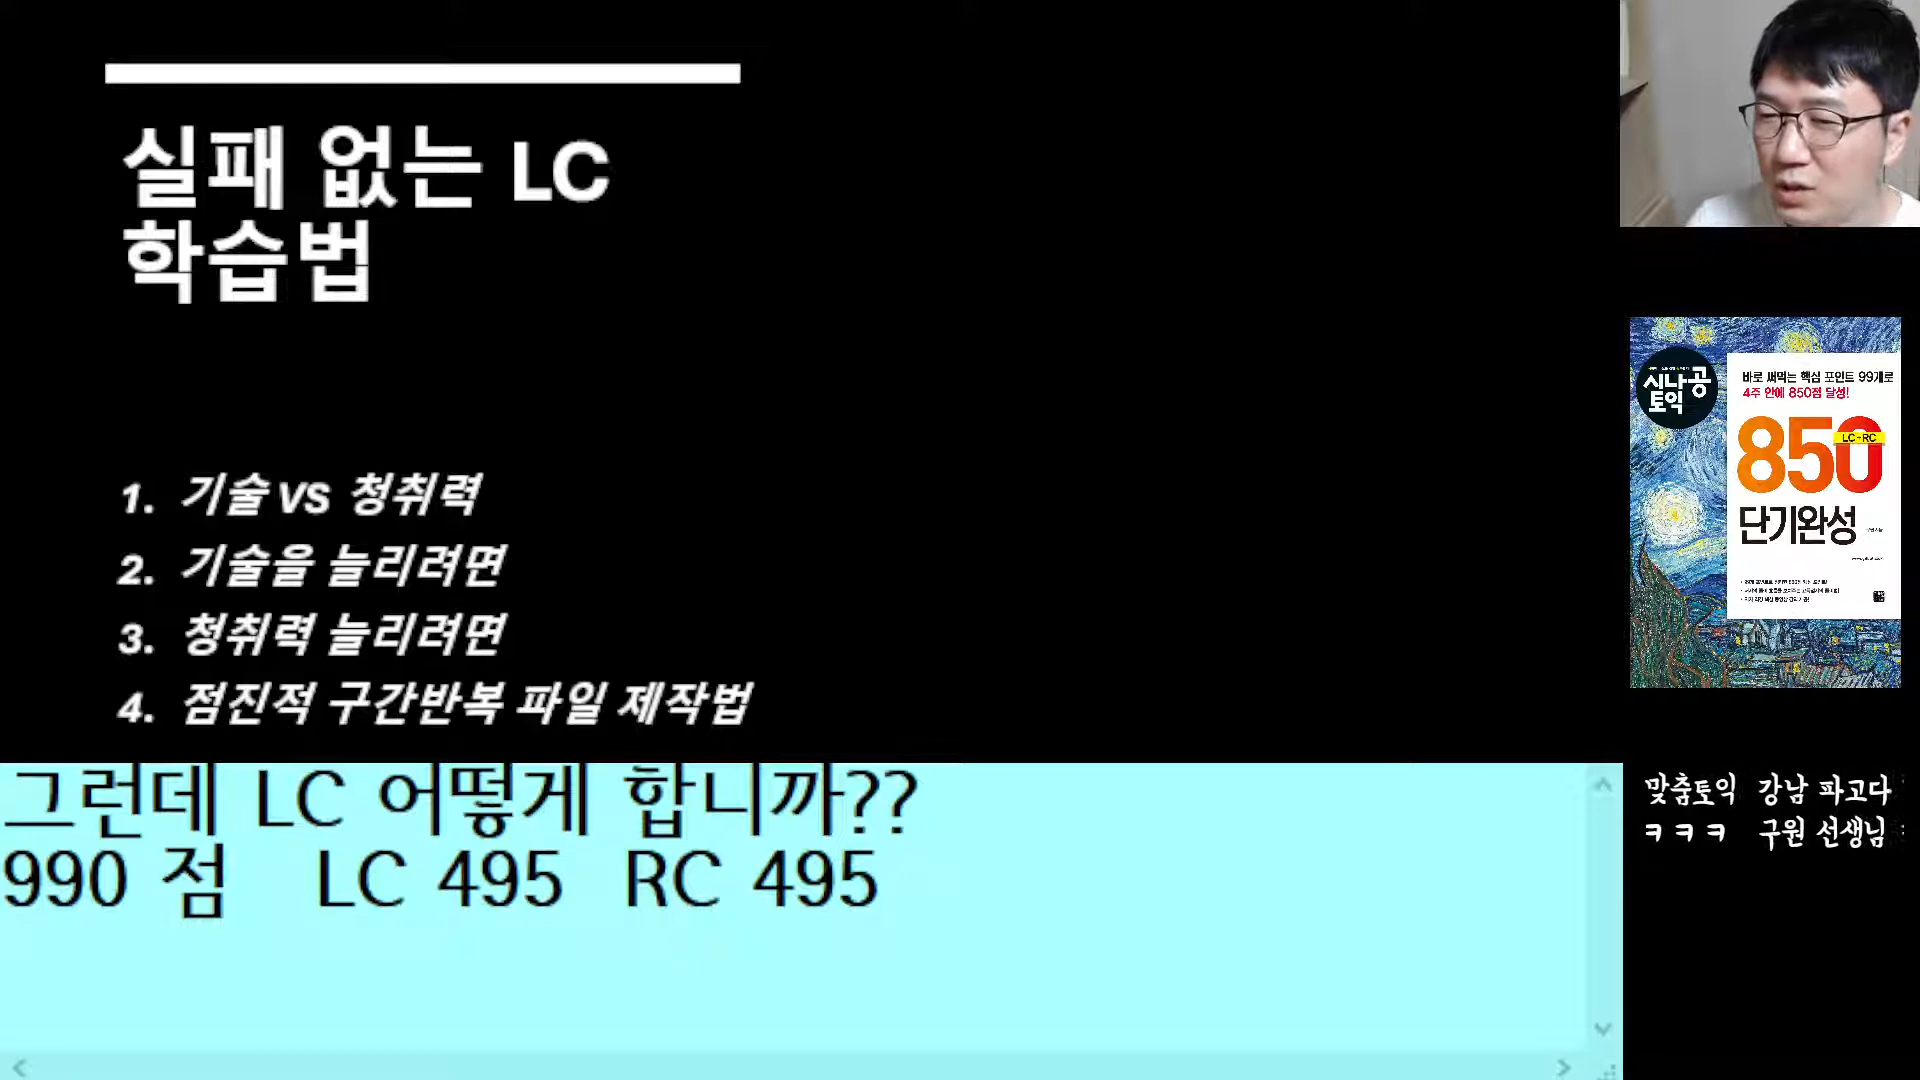 실패 없는 LC
학습법
1. 기술 VS 청취력
2. 기술을 늘리려면
3. 청취력 늘리려면
4. 점진적 구간반복 파일 제작법
그런데 LC 어떻게 합니까??
990 점 LC 495 RC 495
시나공
토익
바로 써먹는 핵심 포인트 99개로
4주 안에 850점 달성!
850
LC+RC
단기완성
맞춤토익 강남 파고다
ㅋㅋㅋ 구원 선생님